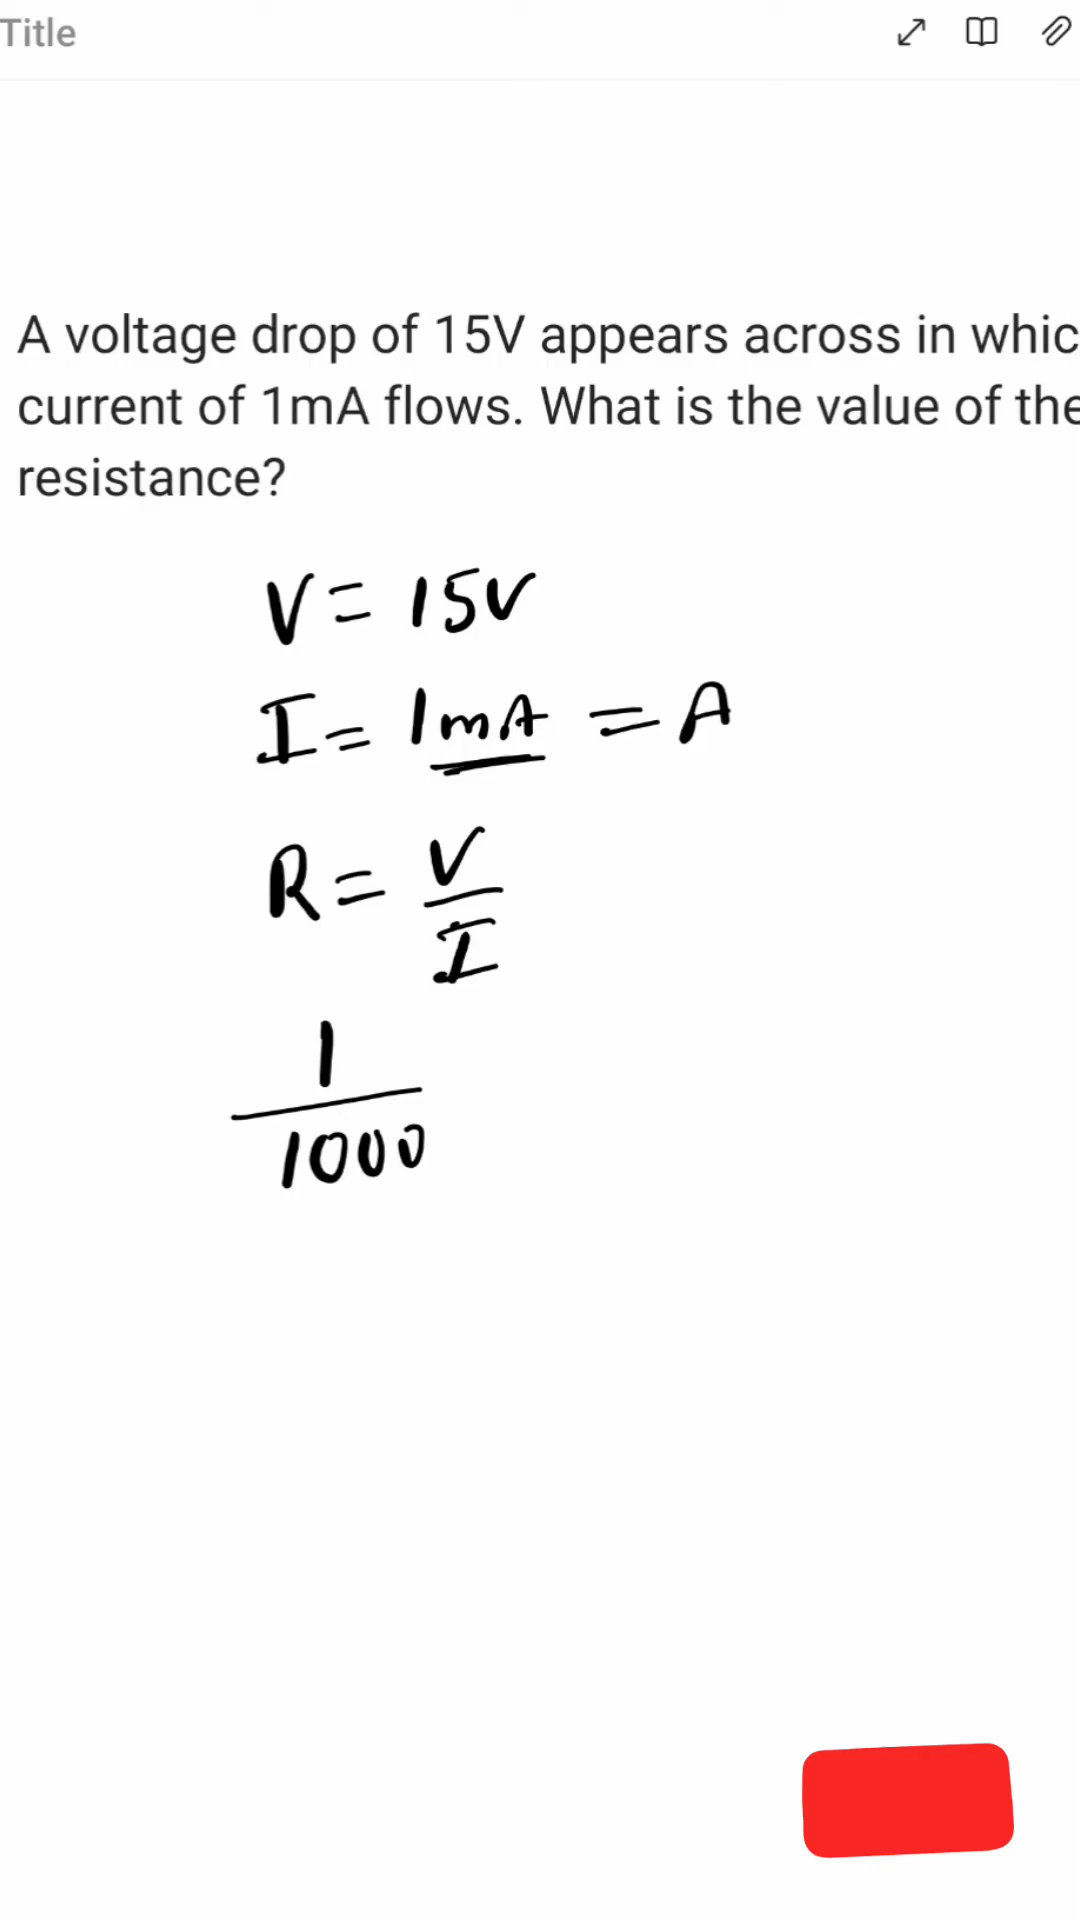 Title
A voltage drop of 15V appears across in whic
current of 1mA flows. What is the value of the
resistance?
V = 15V
I = 1mA = A
R = V
I
1
1000